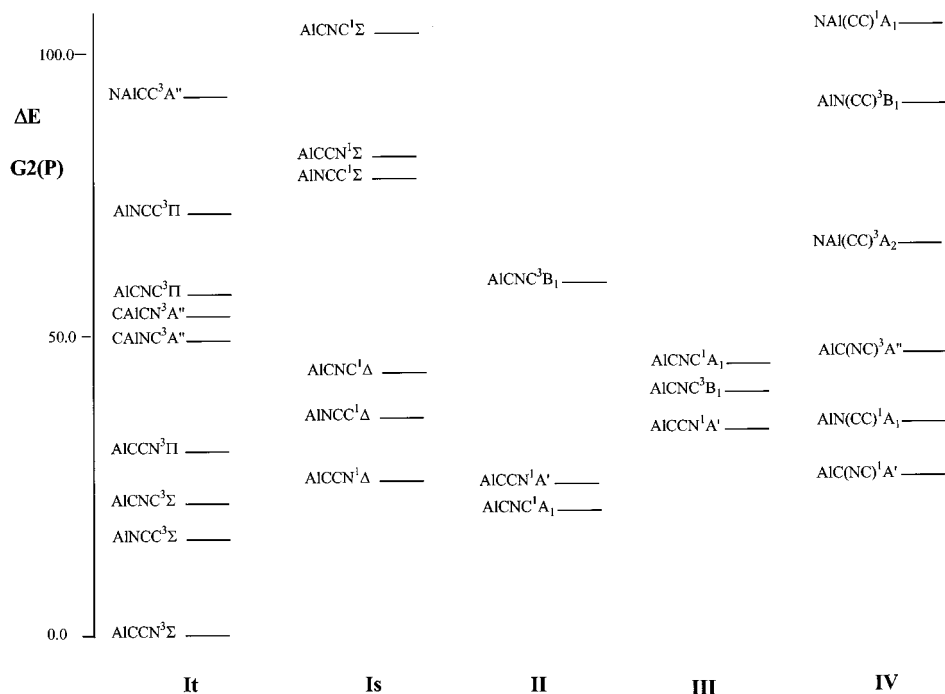 100.0
50.0
0.0
ΔE
G2(P)
NAlCC³A"
AlNCC³Π
AlCNC³Π
CAlCN³A"
CAlNC³A"
AlCCN³Π
AlCNC³Σ
AlNCC³Σ
AlCCN³Σ
It
AlCNC¹Σ
AlCCN¹Σ
AlNCC¹Σ
AlCNC¹Δ
AlNCC¹Δ
AlCCN¹Δ
Is
AlCNC³B₁
AlCCN¹A'
AlCNC¹A₁
II
AlCNC¹A₁
AlCNC³B₁
AlCCN¹A'
III
NAl(CC)¹A₁
AlN(CC)³B₁
NAl(CC)³A₂
AlC(NC)³A"
AlN(CC)¹A₁
AlC(NC)¹A'
IV